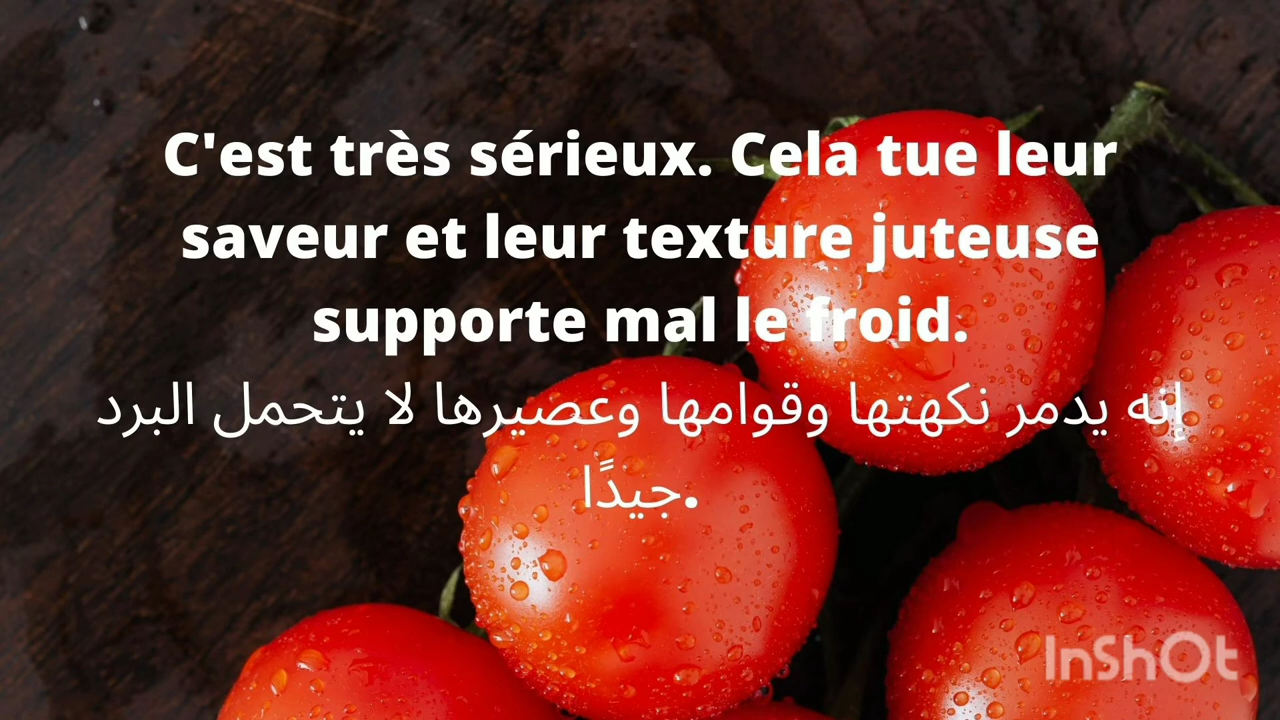 C'est très sérieux. Cela tue leur
saveur et leur texture juteuse
supporte mal le froid.
إنه يدمر نكهتها وقوامها وعصيرها لا يتحمل البرد
جيدًا.
InShOt